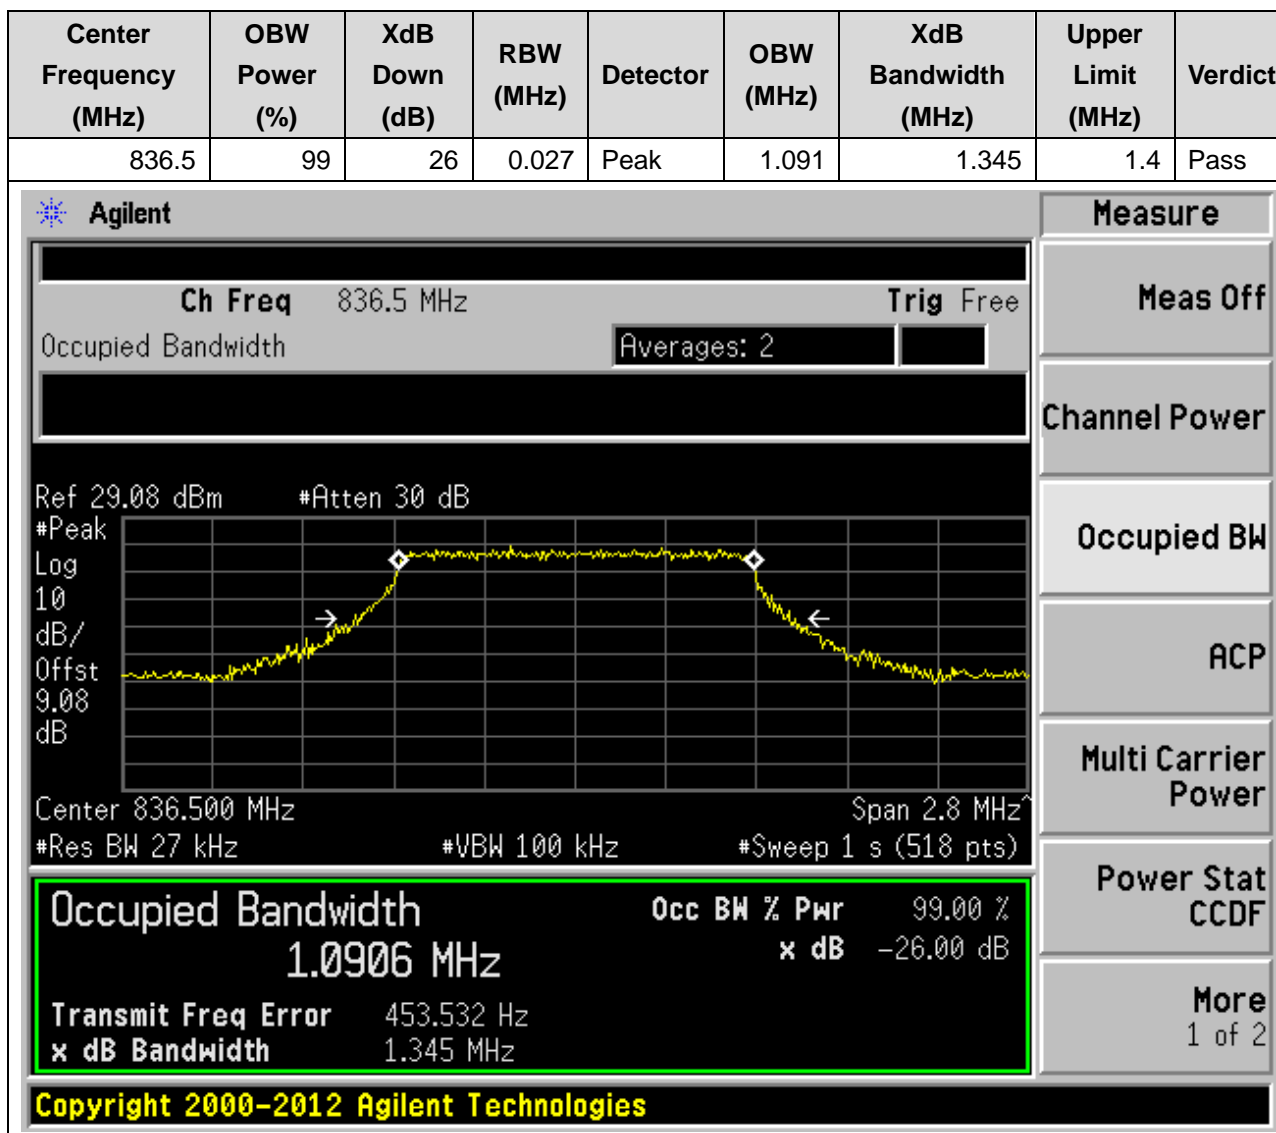 Center Frequency (MHz) OBW Power (%) XdB Down (dB) RBW (MHz) Detector OBW (MHz) XdB Bandwidth (MHz) Upper Limit (MHz) Verdict
836.5 99 26 0.027 Peak 1.091 1.345 1.4 Pass
Agilent
Measure
Ch Freq 836.5 MHz Trig Free
Meas Off
Occupied Bandwidth Averages: 2
Channel Power
Ref 29.08 dBm #Atten 30 dB
#Peak
Log
10
dB/
Offst
9.08
dB
Occupied BW
ACP
Center 836.500 MHz Span 2.8 MHz^
#Res BW 27 kHz #VBW 100 kHz #Sweep 1 s (518 pts)
Multi Carrier
Power
Occupied Bandwidth Occ BW % Pwr 99.00 %
1.0906 MHz x dB -26.00 dB
Power Stat
CCDF
Transmit Freq Error 453.532 Hz
x dB Bandwidth 1.345 MHz
More
1 of 2
Copyright 2000-2012 Agilent Technologies